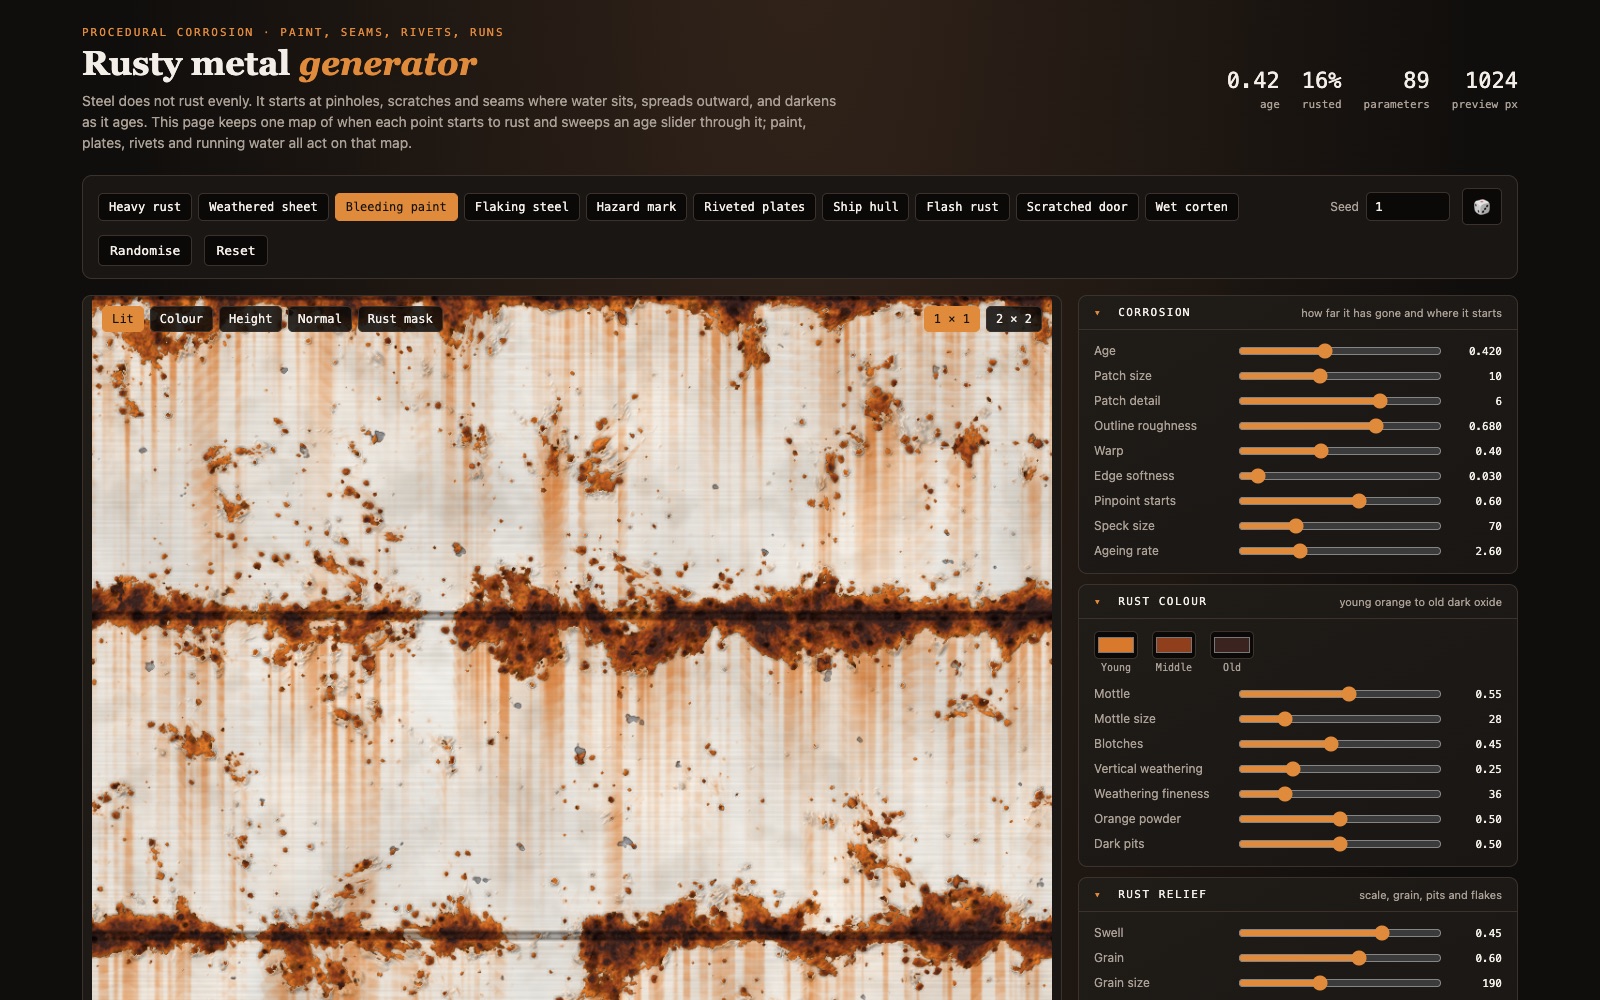 PROCEDURAL CORROSION · PAINT, SEAMS, RIVETS, RUNS
Rusty metal generator
Steel does not rust evenly. It starts at pinholes, scratches and seams where water sits, spreads outward, and darkens
as it ages. This page keeps one map of when each point starts to rust and sweeps an age slider through it; paint,
plates, rivets and running water all act on that map.
0.42 16% 89 1024
age rusted parameters preview px
Heavy rust Weathered sheet Bleeding paint Flaking steel Hazard mark Riveted plates Ship hull Flash rust Scratched door Wet corten Seed 1
Randomise Reset
Lit Colour Height Normal Rust mask 1 × 1 2 × 2
CORROSION how far it has gone and where it starts
Age 0.420
Patch size 10
Patch detail 6
Outline roughness 0.680
Warp 0.40
Edge softness 0.030
Pinpoint starts 0.60
Speck size 70
Ageing rate 2.60
RUST COLOUR young orange to old dark oxide
Young Middle Old
Mottle 0.55
Mottle size 28
Blotches 0.45
Vertical weathering 0.25
Weathering fineness 36
Orange powder 0.50
Dark pits 0.50
RUST RELIEF scale, grain, pits and flakes
Swell 0.45
Grain 0.60
Grain size 190